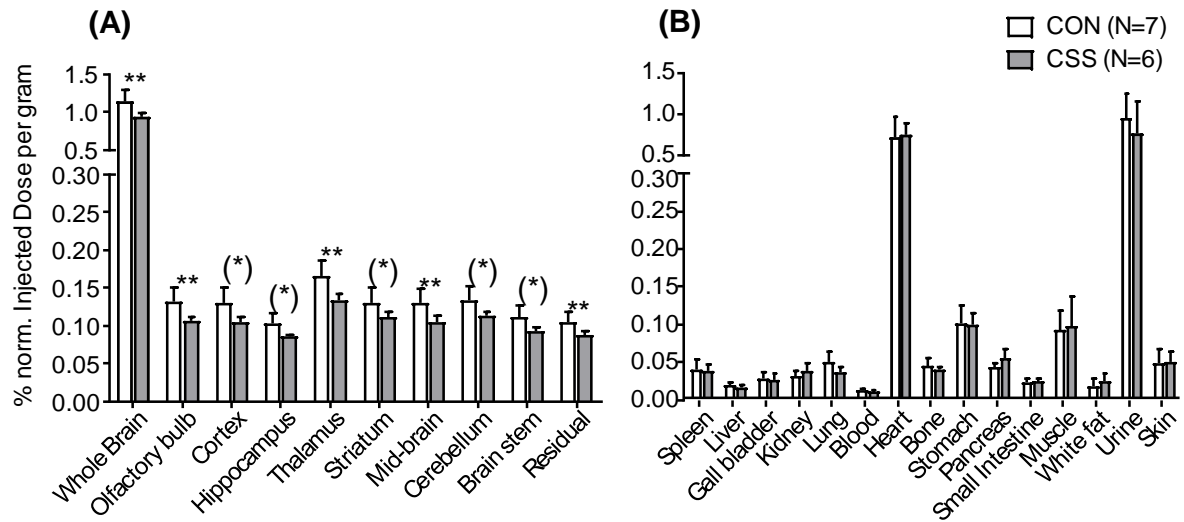 (A)
% norm. Injected Dose per gram
1.5
1.0
0.5
0.30
0.25
0.20
0.15
0.10
0.05
0.00
**
**
(*)
(*)
**
(*)
**
(*)
(*)
**
Whole Brain
Olfactory bulb
Cortex
Hippocampus
Thalamus
Striatum
Mid-brain
Cerebellum
Brain stem
Residual
(B)
CON (N=7)
CSS (N=6)
1.5
1.0
0.5
0.30
0.25
0.20
0.15
0.10
0.05
0.00
Spleen
Liver
Gall bladder
Kidney
Lung
Blood
Heart
Bone
Stomach
Pancreas
Small Intestine
Muscle
White fat
Urine
Skin